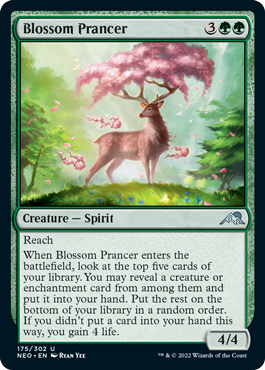 Blossom Prancer 3
Creature — Spirit
Reach
When Blossom Prancer enters the
battlefield, look at the top five cards of
your library. You may reveal a creature or
enchantment card from among them and
put it into your hand. Put the rest on the
bottom of your library in a random order.
If you didn't put a card into your hand this
way, you gain 4 life.
4/4
175/302 U
NEO • EN Ryan Yee
™ & © 2022 Wizards of the Coast